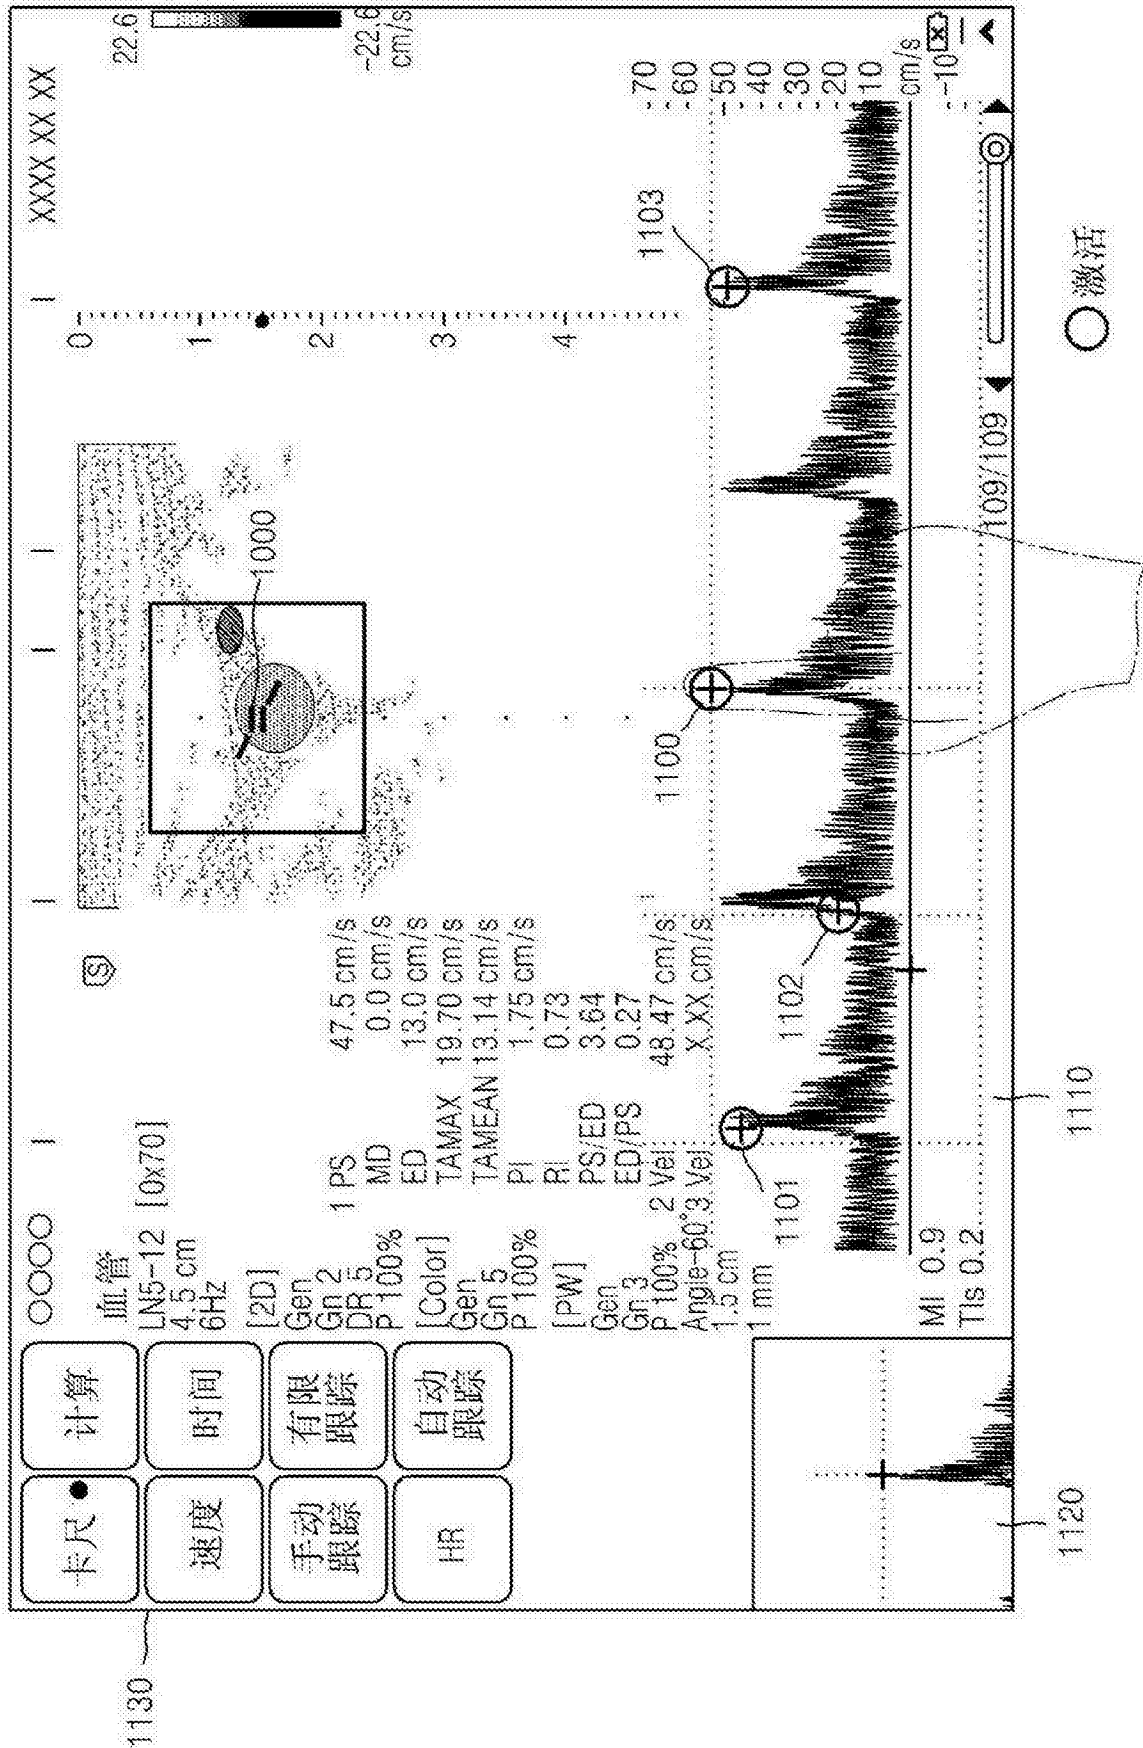 1130
卡尺
计算
速度
时间
手动
跟踪
有限
跟踪
HR
自动
跟踪
1120
XXXX XX XX
血管
LN5-12 [0x70]
4.5 cm
6Hz
[2D]
Gen
Gn 2
DR 5
P 100%
[Color]
Gen
Gn 5
P 100%
[PW]
Gen
Gn 3
P 100%
Angle-60°
1.5 cm
1 mm
MI 0.9
TIs 0.2
S
1 PS 47.5 cm/s
MD 0.0 cm/s
ED 13.0 cm/s
TAMAX 19.70 cm/s
TAMEAN 13.14 cm/s
PI 1.75 cm/s
RI 0.73
PS/ED 3.64
ED/PS 0.27
2 Vel 48.47 cm/s
3 Vel X.XX cm/s
1000
0
1
2
3
4
22.6
-22.6
cm/s
1101
1102
1100
1103
70
60
50
40
30
20
10
cm/s
-10
109/109
1110
激活